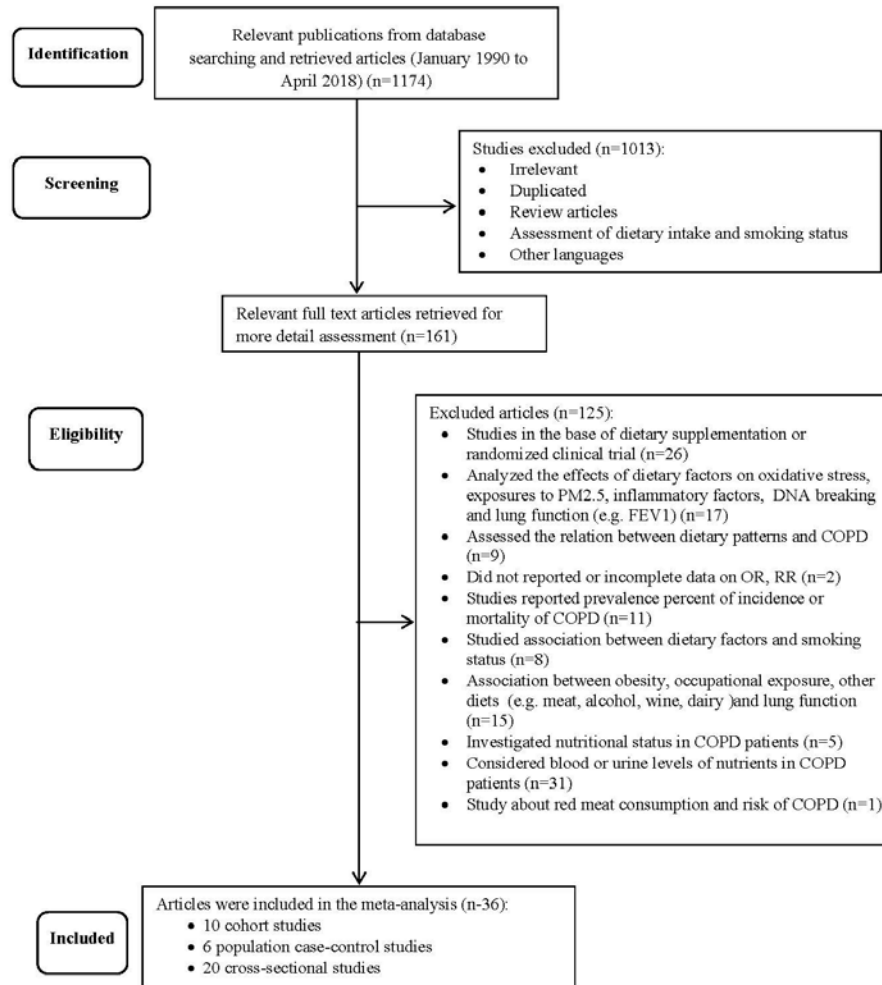 Identification
Relevant publications from database
searching and retrieved articles (January 1990 to
April 2018) (n=1174)
Screening
Studies excluded (n=1013):
• Irrelevant
• Duplicated
• Review articles
• Assessment of dietary intake and smoking status
• Other languages
Relevant full text articles retrieved for
more detail assessment (n=161)
Eligibility
Excluded articles (n=125):
• Studies in the base of dietary supplementation or
randomized clinical trial (n=26)
• Analyzed the effects of dietary factors on oxidative stress,
exposures to PM2.5, inflammatory factors, DNA breaking
and lung function (e.g. FEV1) (n=17)
• Assessed the relation between dietary patterns and COPD
(n=9)
• Did not reported or incomplete data on OR, RR (n=2)
• Studies reported prevalence percent of incidence or
mortality of COPD (n=11)
• Studied association between dietary factors and smoking
status (n=8)
• Association between obesity, occupational exposure, other
diets (e.g. meat, alcohol, wine, dairy )and lung function
(n=15)
• Investigated nutritional status in COPD patients (n=5)
• Considered blood or urine levels of nutrients in COPD
patients (n=31)
• Study about red meat consumption and risk of COPD (n=1)
Included
Articles were included in the meta-analysis (n-36):
• 10 cohort studies
• 6 population case-control studies
• 20 cross-sectional studies